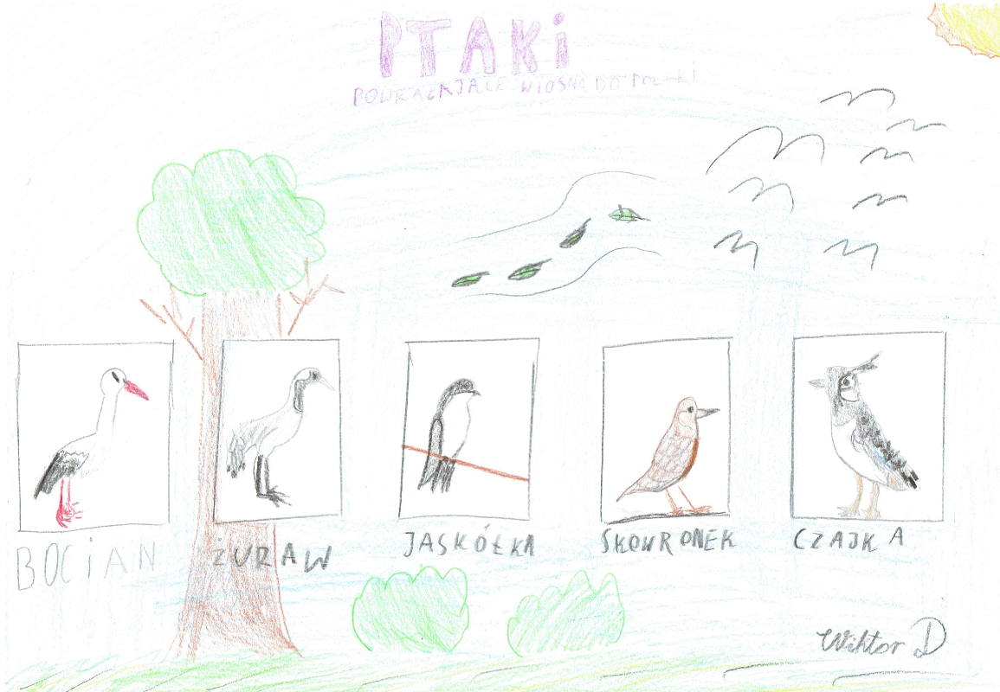 PTAKi
POWRACAJĄCE WIOSNĄ DO POLSKI
BOCiAN
ŻURAW
JASKÓŁKA
SKOWRONEK
CZAJKA
Wiktor D